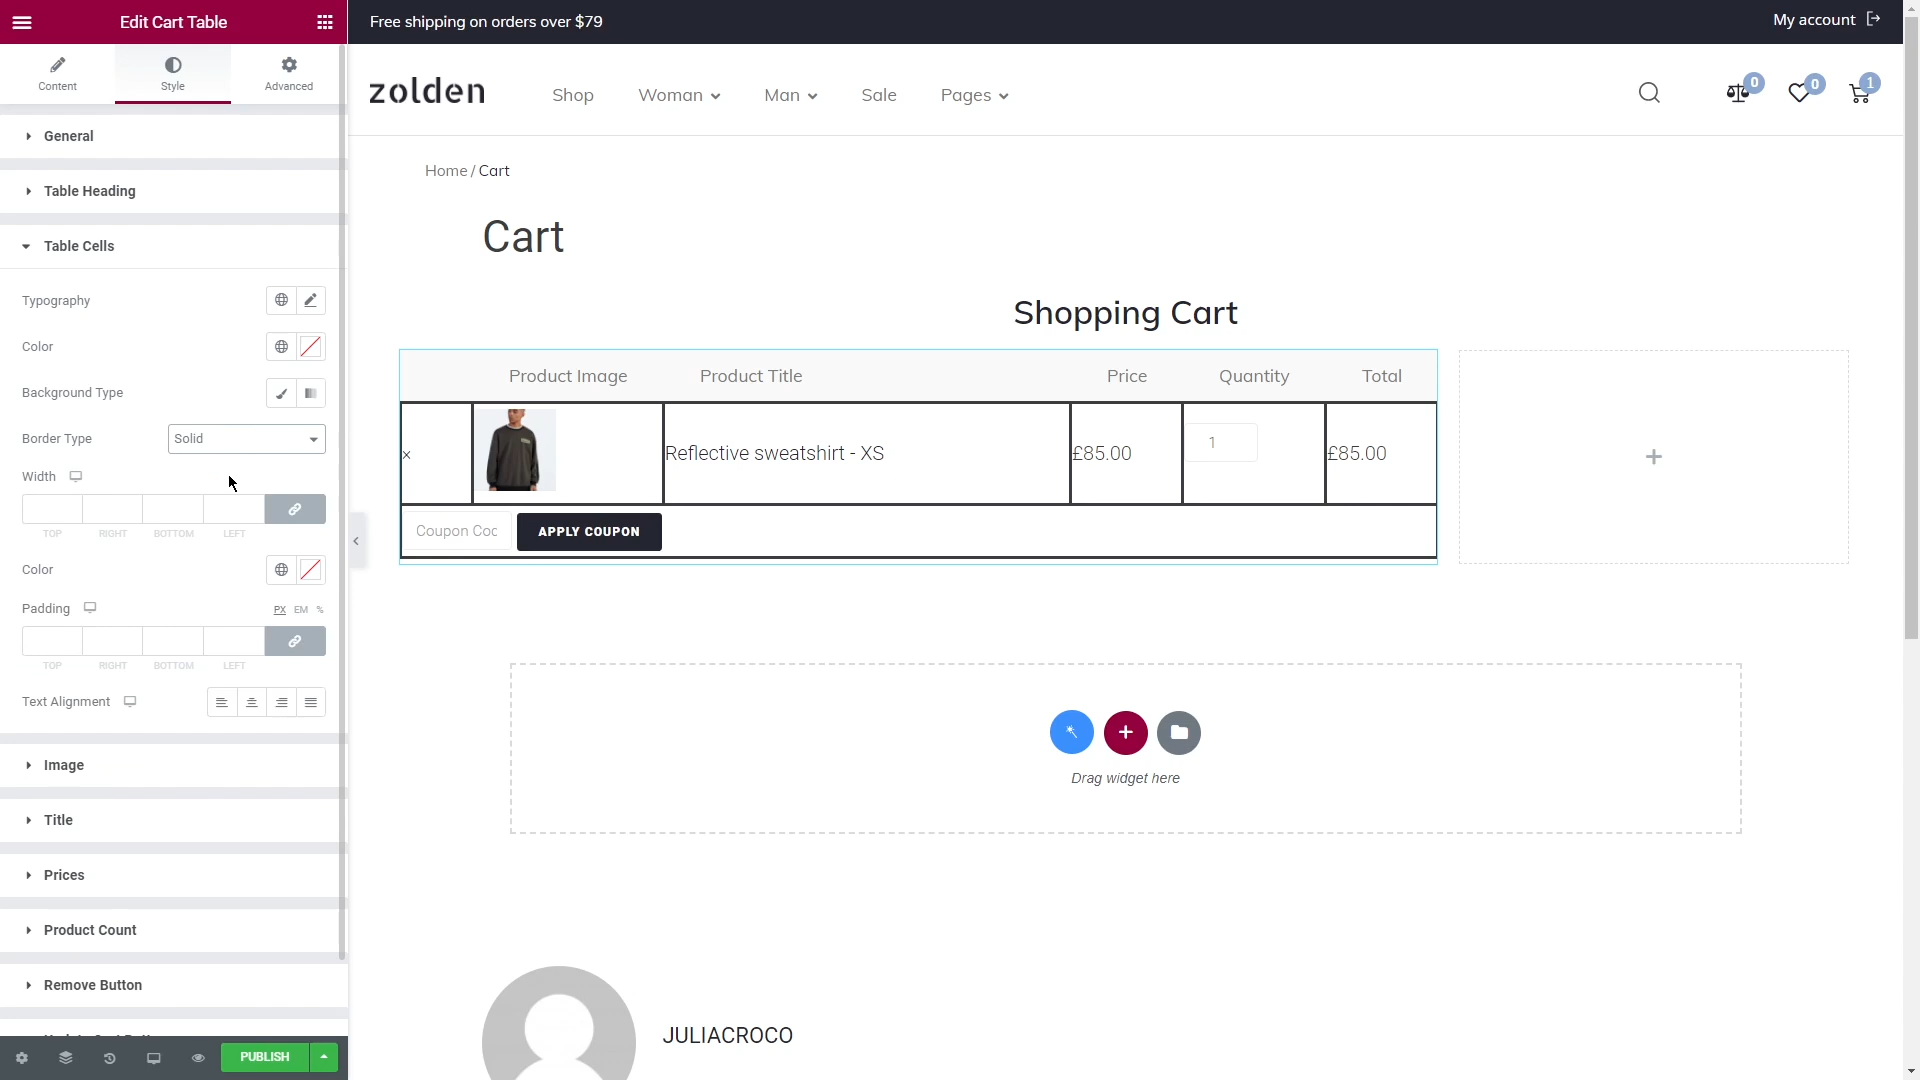 Edit Cart Table
Content
Style
Advanced
General
Table Heading
Table Cells
Typography
Color
Background Type
Border Type
Solid
Width
TOP RIGHT BOTTOM LEFT
Color
Padding
PX EM %
TOP RIGHT BOTTOM LEFT
Text Alignment
Image
Title
Prices
Product Count
Remove Button
PUBLISH
Free shipping on orders over $79
My account
zolden
Shop Woman Man Sale Pages
0 0 1
Home / Cart
Cart
Shopping Cart
Product Image Product Title Price Quantity Total
× Reflective sweatshirt - XS £85.00 1 £85.00
Coupon Coc APPLY COUPON
Drag widget here
JULIACROCO